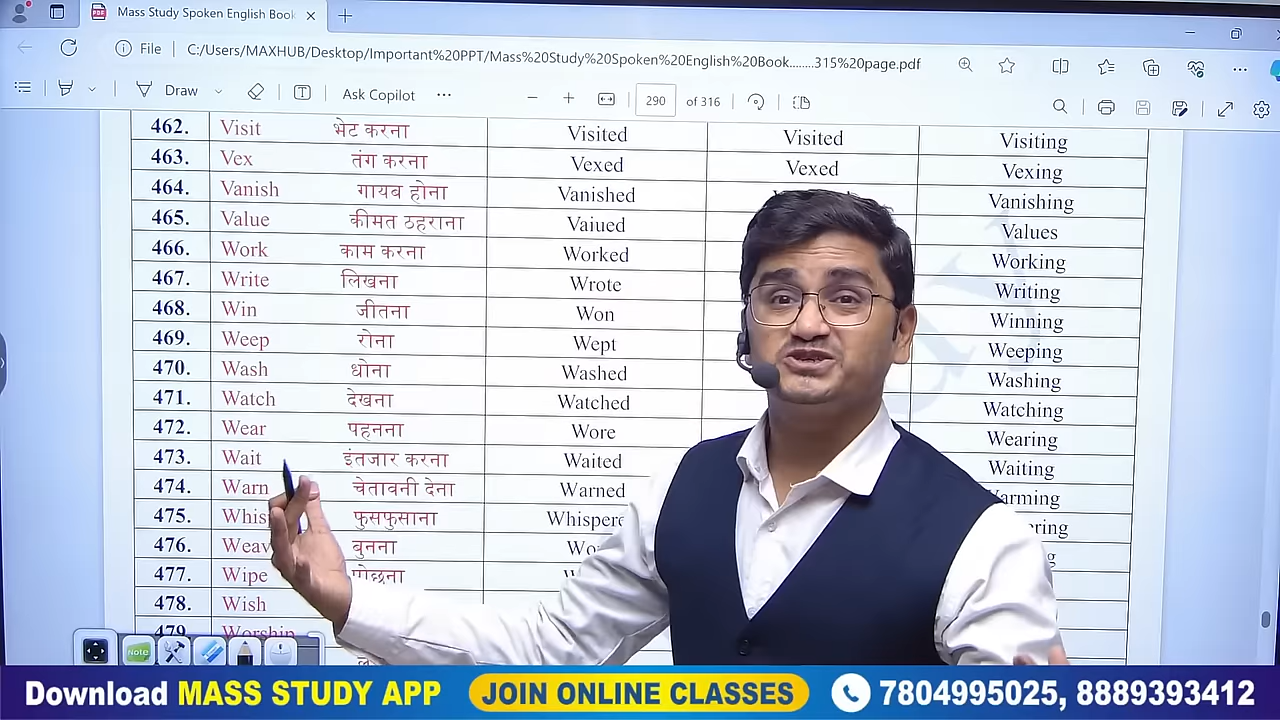 Mass Study Spoken English Book
File C:/Users/MAXHUB/Desktop/Important%20PPT/Mass%20Study%20Spoken%20English%20Book........315%20page.pdf
Draw Ask Copilot 290 of 316
462. Visit भेट करना Visited Visited Visiting
463. Vex तंग करना Vexed Vexed Vexing
464. Vanish गायब होना Vanished Vanishing
465. Value कीमत ठहराना Vaiued Values
466. Work काम करना Worked Working
467. Write लिखना Wrote Writing
468. Win जीतना Won Winning
469. Weep रोना Wept Weeping
470. Wash धोना Washed Washing
471. Watch देखना Watched Watching
472. Wear पहनना Wore Wearing
473. Wait इंतजार करना Waited Waiting
474. Warn चेतावनी देना Warned
475. फुसफुसाना
476. बुनना
477. Wipe पोछना
478. Wish
479. Worship
Note
Download MASS STUDY APP JOIN ONLINE CLASSES 7804995025, 8889393412